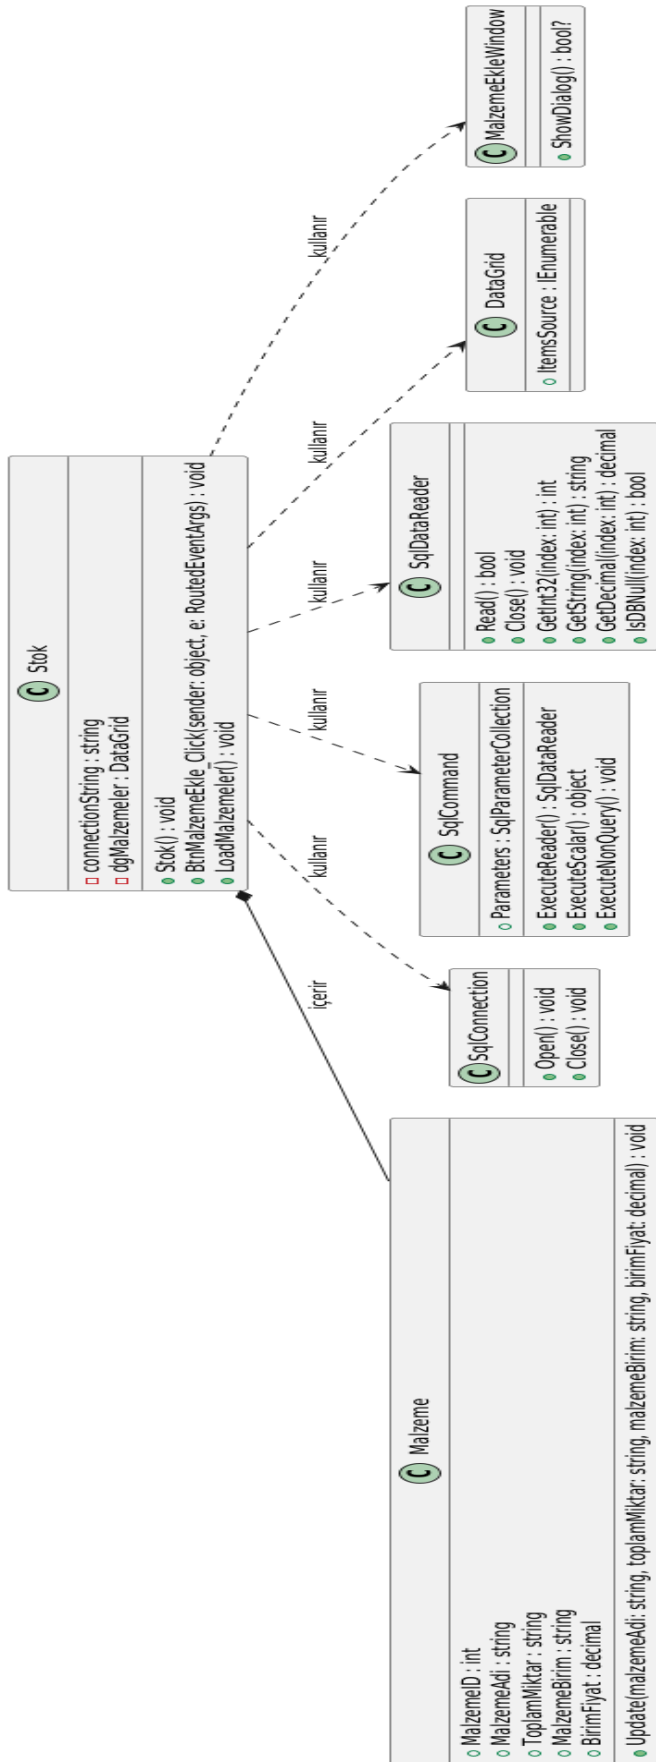 C Stok
connectionString : string
dgMalzemeler : DataGrid
Stok() : void
BtnMalzemeEkle_Click(sender: object, e: RoutedEventArgs) : void
LoadMalzemeler() : void
içerir
kullanır
kullanır
kullanır
kullanır
kullanır
C Malzeme
MalzemeID : int
MalzemeAdi : string
ToplamMiktar : string
MalzemeBirim : string
BirimFiyat : decimal
Update(malzemeAdi: string, toplamMiktar: string, malzemeBirim: string, birimFiyat: decimal) : void
C SqlConnection
Open() : void
Close() : void
C SqlCommand
Parameters : SqlParameterCollection
ExecuteReader() : SqlDataReader
ExecuteScalar() : object
ExecuteNonQuery() : void
C SqlDataReader
Read() : bool
Close() : void
GetInt32(index: int) : int
GetString(index: int) : string
GetDecimal(index: int) : decimal
IsDBNull(index: int) : bool
C DataGrid
ItemsSource : IEnumerable
C MalzemeEkleWindow
ShowDialog() : bool?